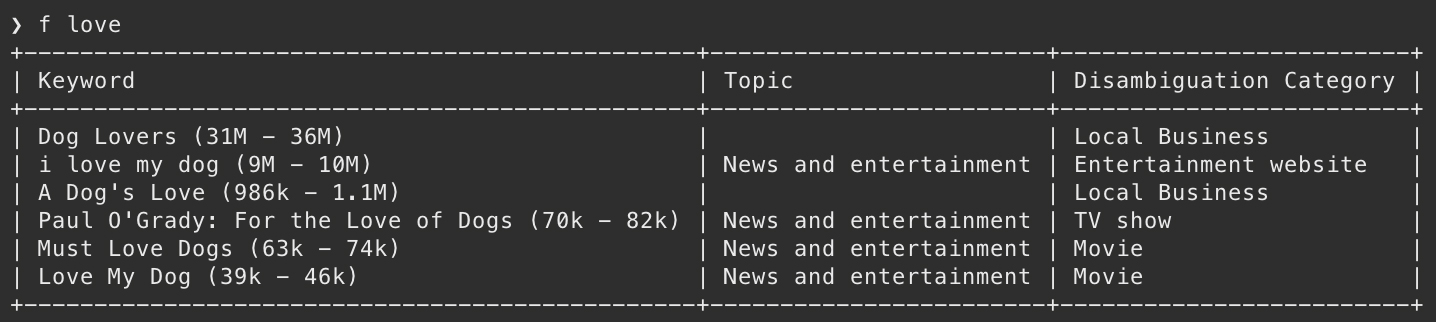 ❯ f love
+------------------------------------------------+------------------------+-------------------------+
| Keyword                                        | Topic                  | Disambiguation Category |
+------------------------------------------------+------------------------+-------------------------+
| Dog Lovers (31M – 36M)                         |                        | Local Business          |
| i love my dog (9M – 10M)                       | News and entertainment | Entertainment website   |
| A Dog's Love (986k – 1.1M)                     |                        | Local Business          |
| Paul O'Grady: For the Love of Dogs (70k – 82k) | News and entertainment | TV show                 |
| Must Love Dogs (63k – 74k)                     | News and entertainment | Movie                   |
| Love My Dog (39k – 46k)                        | News and entertainment | Movie                   |
+------------------------------------------------+------------------------+-------------------------+